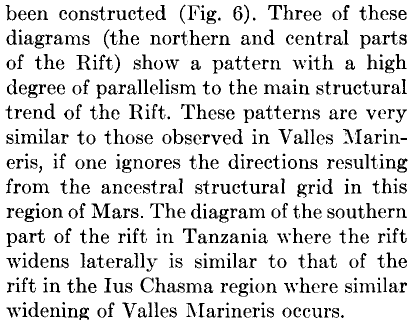 been constructed (Fig. 6). Three of these
diagrams (the northern and central parts
of the Rift) show a pattern with a high
degree of parallelism to the main structural
trend of the Rift. These patterns are very
similar to those observed in Valles Marin-
eris, if one ignores the directions resulting
from the ancestral structural grid in this
region of Mars. The diagram of the southern
part of the rift in Tanzania where the rift
widens laterally is similar to that of the
rift in the Ius Chasma region where similar
widening of Valles Marineris occurs.